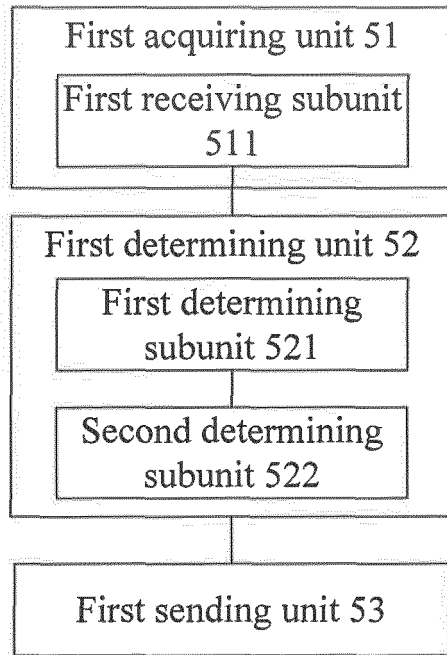 First acquiring unit 51
First receiving subunit
511
First determining unit 52
First determining
subunit 521
Second determining
subunit 522
First sending unit 53